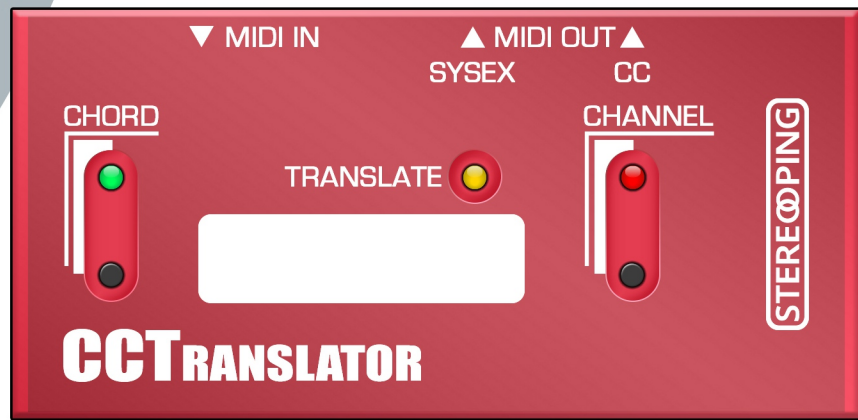 ▼ MIDI IN
▲ MIDI OUT ▲
SYSEX
CC
CHORD
CHANNEL
TRANSLATE
STEREOPING
CCTRANSLATOR